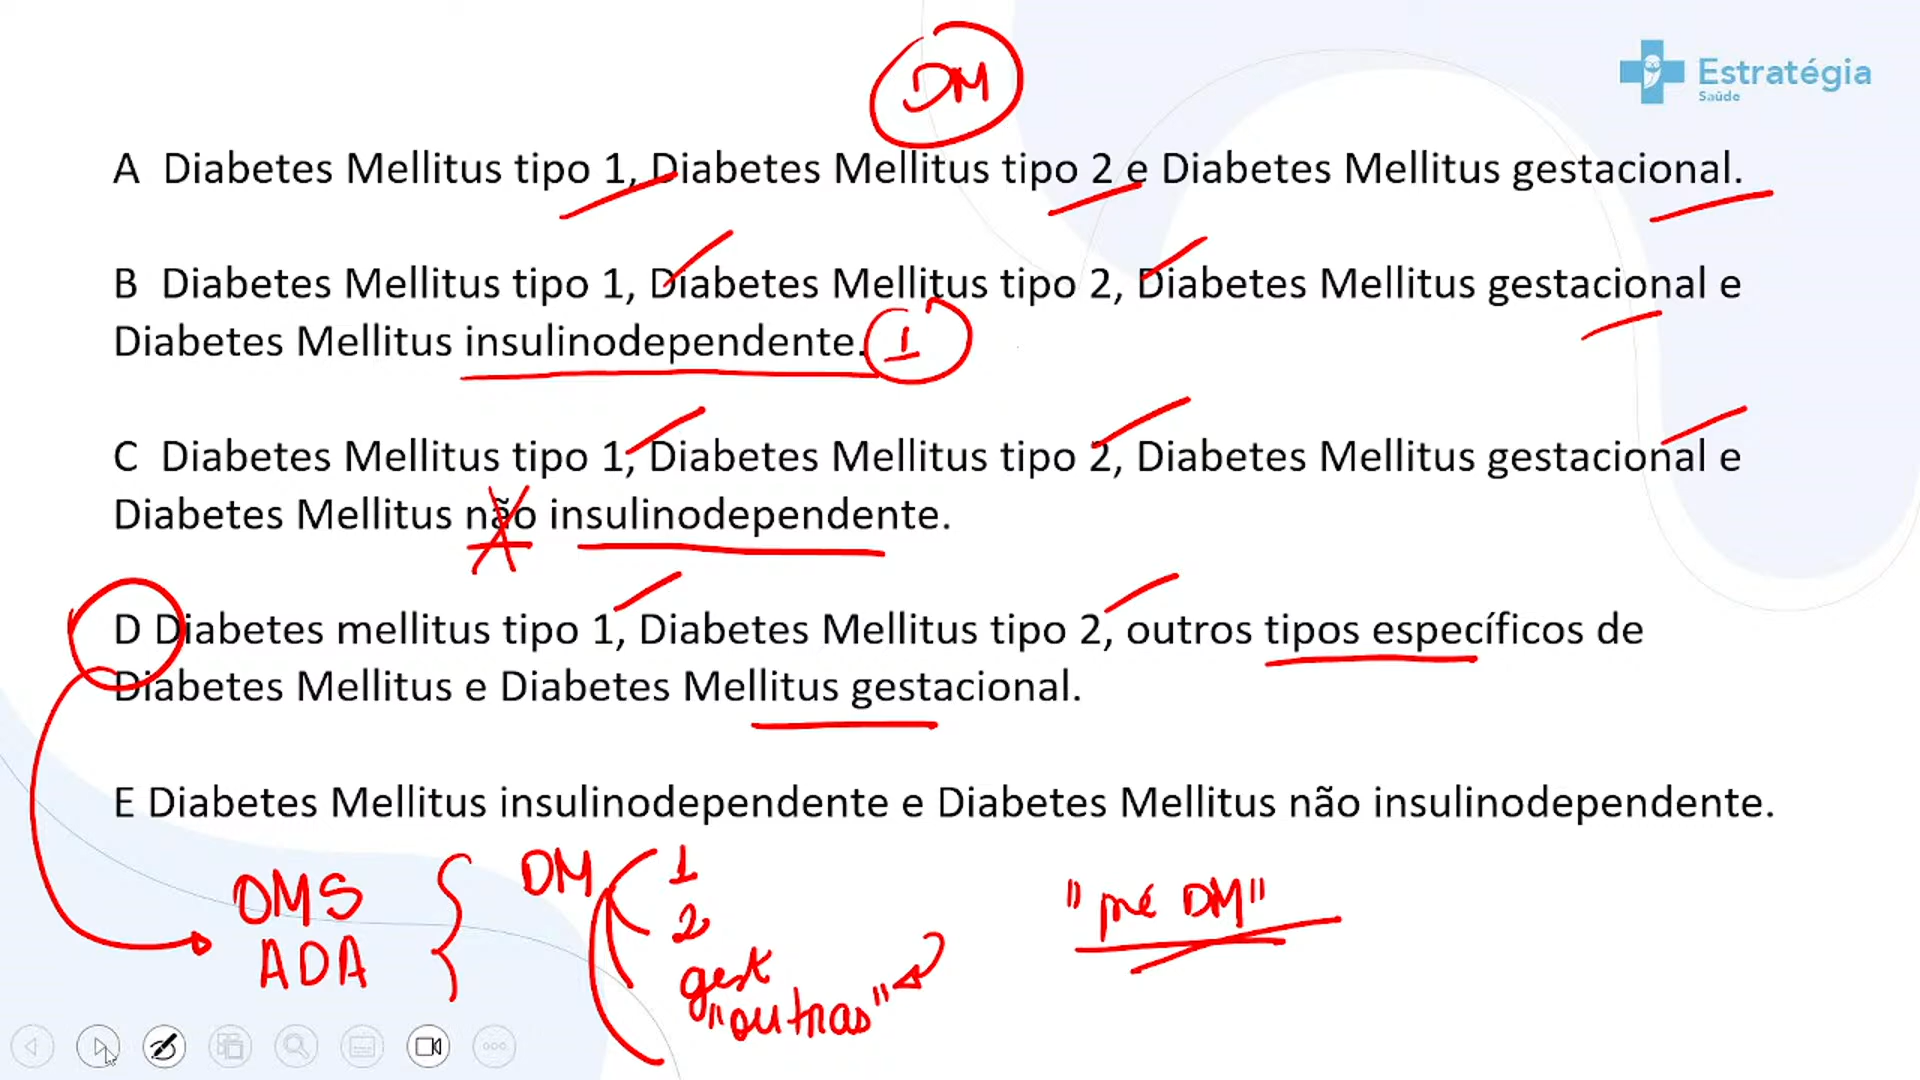 DM
Estratégia
Saúde
A Diabetes Mellitus tipo 1, Diabetes Mellitus tipo 2 e Diabetes Mellitus gestacional.
B Diabetes Mellitus tipo 1, Diabetes Mellitus tipo 2, Diabetes Mellitus gestacional e
Diabetes Mellitus insulinodependente. 1
C Diabetes Mellitus tipo 1, Diabetes Mellitus tipo 2, Diabetes Mellitus gestacional e
Diabetes Mellitus não insulinodependente.
D Diabetes mellitus tipo 1, Diabetes Mellitus tipo 2, outros tipos específicos de
Diabetes Mellitus e Diabetes Mellitus gestacional.
E Diabetes Mellitus insulinodependente e Diabetes Mellitus não insulinodependente.
OMS
ADA
DM
1
2
gest
"outras"
"pré DM"